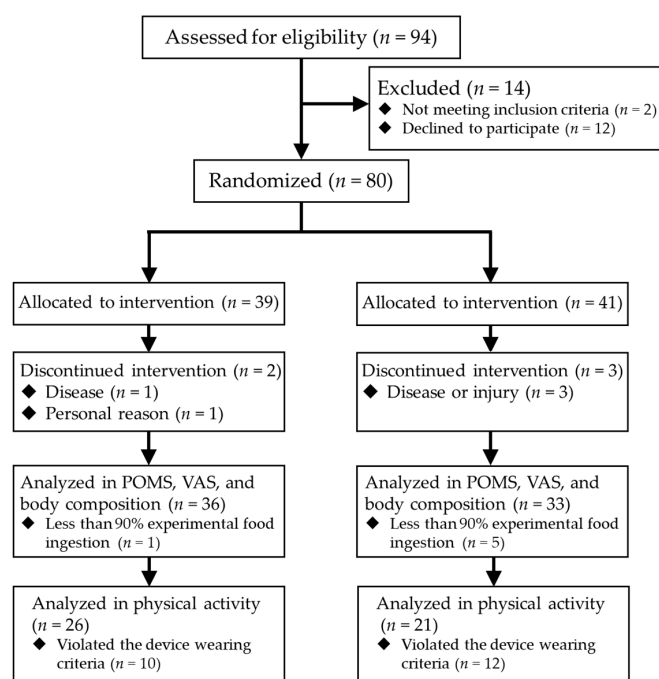 Assessed for eligibility (n = 94)
Excluded (n = 14)
◆ Not meeting inclusion criteria (n = 2)
◆ Declined to participate (n = 12)
Randomized (n = 80)
Allocated to intervention (n = 39)
Discontinued intervention (n = 2)
◆ Disease (n = 1)
◆ Personal reason (n = 1)
Analyzed in POMS, VAS, and
body composition (n = 36)
◆ Less than 90% experimental food
ingestion (n = 1)
Analyzed in physical activity
(n = 26)
◆ Violated the device wearing
criteria (n = 10)
Allocated to intervention (n = 41)
Discontinued intervention (n = 3)
◆ Disease or injury (n = 3)
Analyzed in POMS, VAS, and
body composition (n = 33)
◆ Less than 90% experimental food
ingestion (n = 5)
Analyzed in physical activity
(n = 21)
◆ Violated the device wearing
criteria (n = 12)